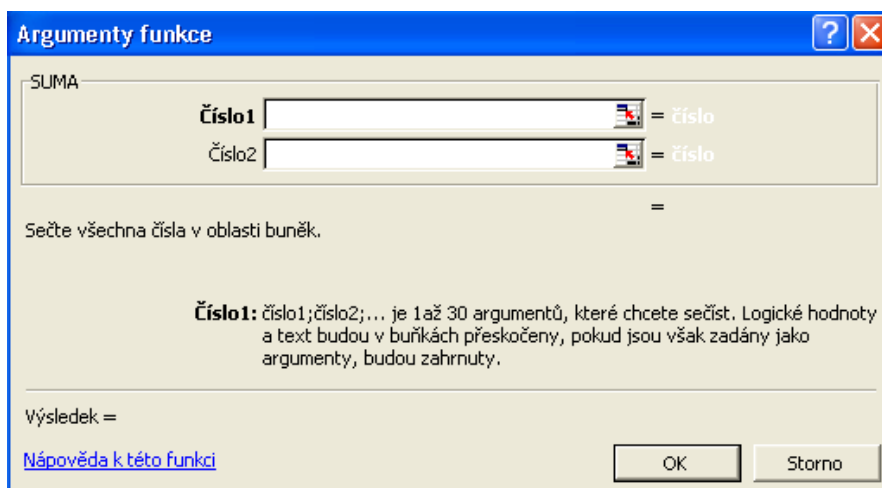 Argumenty funkce
SUMA
Číslo1 = číslo
Číslo2 = číslo
=
Sečte všechna čísla v oblasti buněk.
Číslo1: číslo1;číslo2;... je 1až 30 argumentů, které chcete sečíst. Logické hodnoty
a text budou v buňkách přeskočeny, pokud jsou však zadány jako
argumenty, budou zahrnuty.
Výsledek =
Nápověda k této funkci
OK Storno